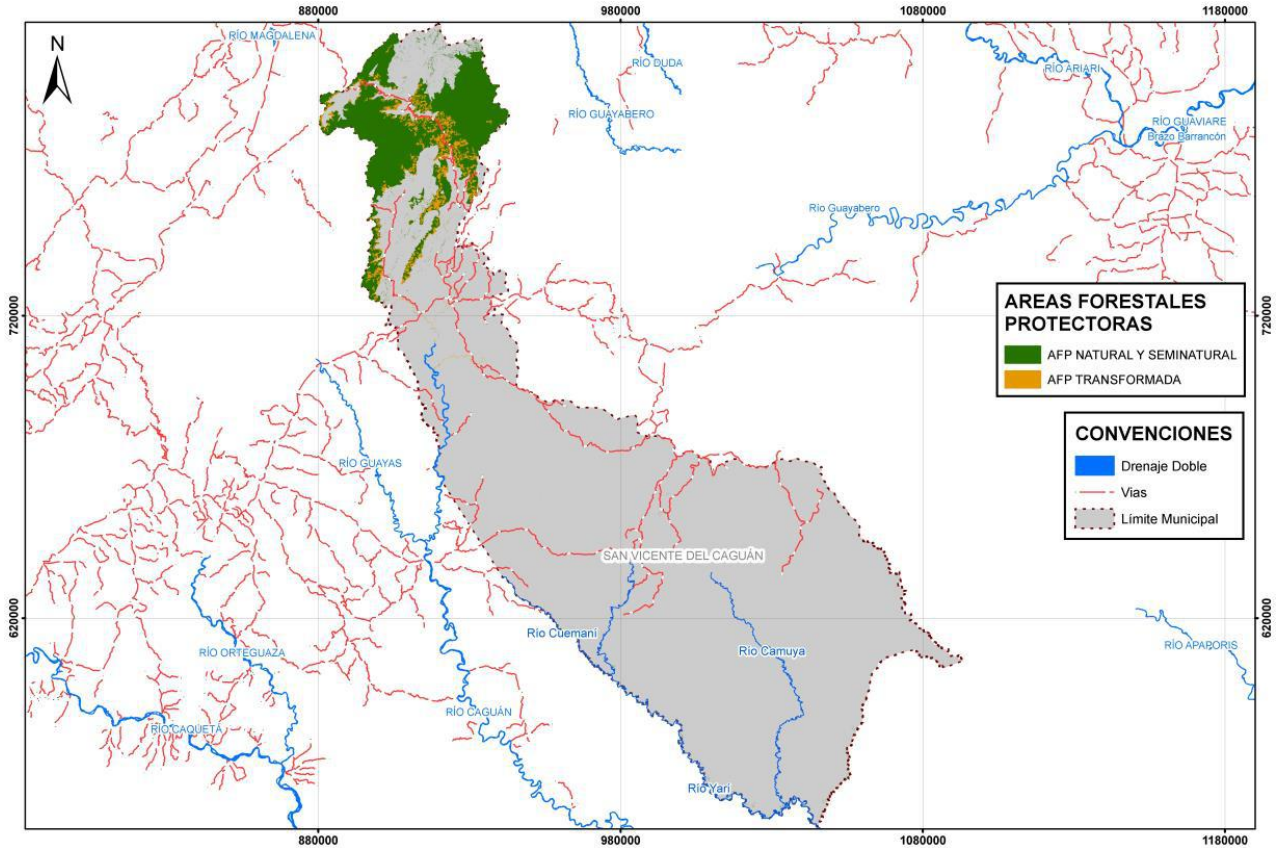 880000
980000
1080000
1180000
N
RÍO MAGDALENA
RÍO DUDA
RÍO ARIARI
RÍO GUAYABERO
RÍO GUAVIARE
Brazo Barrancón
Río Guayabero
720000
720000
AREAS FORESTALES
PROTECTORAS
AFP NATURAL Y SEMINATURAL
AFP TRANSFORMADA
CONVENCIONES
Drenaje Doble
Vias
Límite Municipal
RÍO GUAYAS
SAN VICENTE DEL CAGUÁN
620000
620000
Río Cuemani
RÍO ORTEGUAZA
Río Camuya
RÍO APAPORIS
RÍO CAGUÁN
RÍO CAQUETA
Río Yarí
880000
980000
1080000
1180000